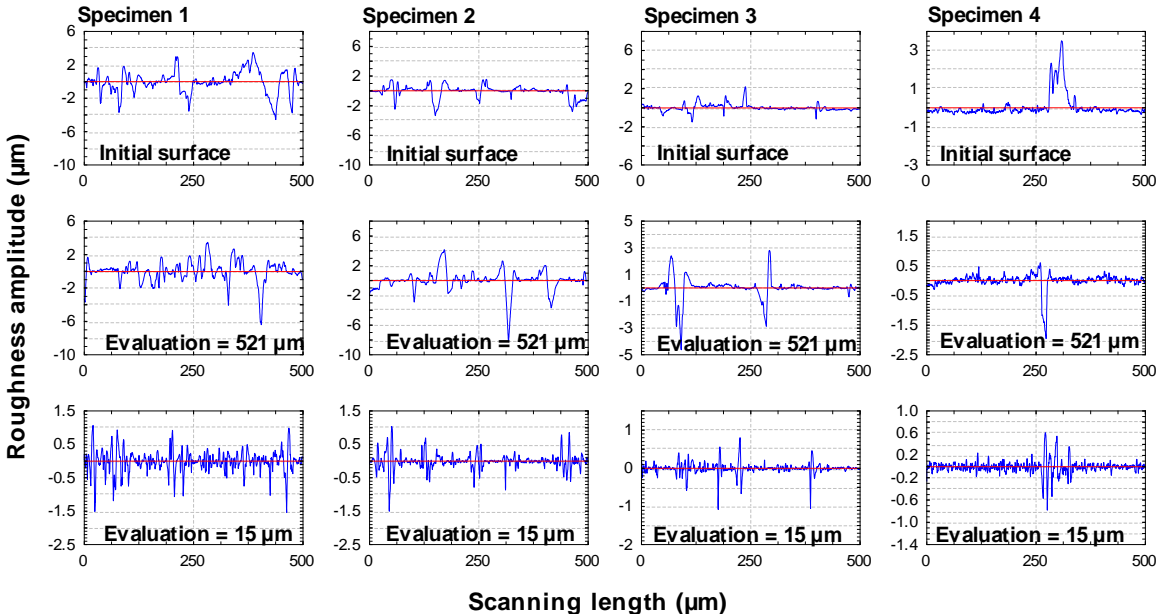 Specimen 1 Specimen 2 Specimen 3 Specimen 4
Roughness amplitude (µm)
6 2 -2 -6 -10
Initial surface
0 250 500
6 2 -2 -6 -10
Initial surface
0 250 500
6 2 -2 -6
Initial surface
0 250 500
3 1 -1 -3
Initial surface
0 250 500
6 2 -2 -6 -10
Evaluation = 521 µm
0 250 500
6 2 -2 -6 -10
Evaluation = 521 µm
0 250 500
5 3 1 -1 -3 -5
Evaluation = 521 µm
0 250 500
1.5 0.5 -0.5 -1.5 -2.5
Evaluation = 521 µm
0 250 500
1.5 0.5 -0.5 -1.5 -2.5
Evaluation = 15 µm
0 250 500
1.5 0.5 -0.5 -1.5 -2.5
Evaluation = 15 µm
0 250 500
1 0 -1 -2
Evaluation = 15 µm
0 250 500
1.0 0.6 0.2 -0.2 -0.6 -1.0 -1.4
Evaluation = 15 µm
0 250 500
Scanning length (µm)